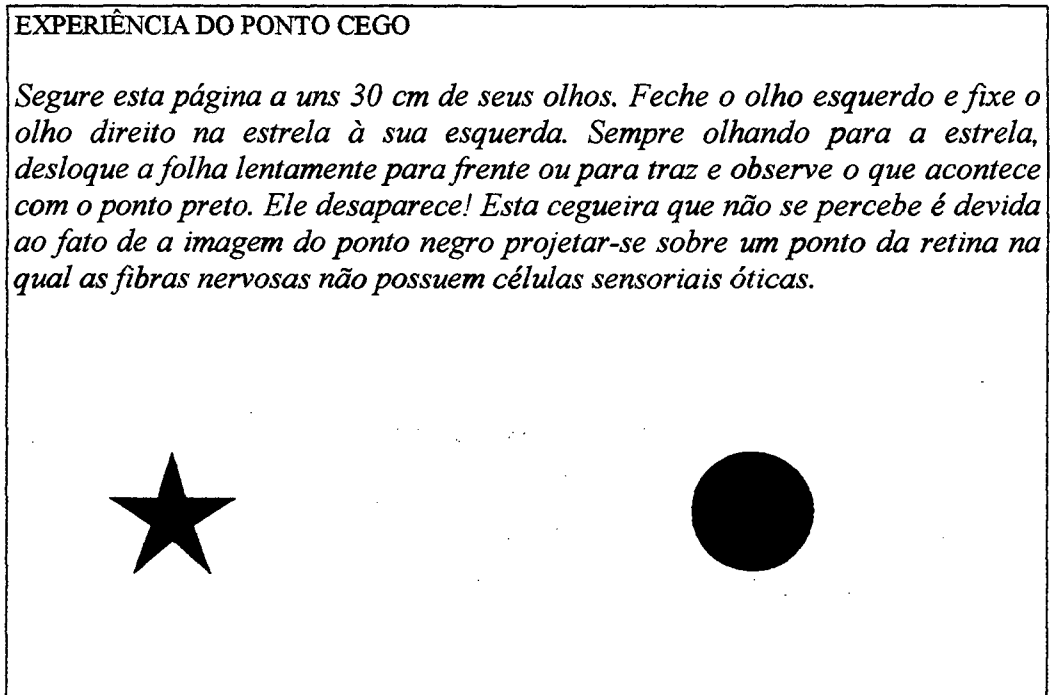 EXPERIÊNCIA DO PONTO CEGO
Segure esta página a uns 30 cm de seus olhos. Feche o olho esquerdo e fixe o
olho direito na estrela à sua esquerda. Sempre olhando para a estrela,
desloque a folha lentamente para frente ou para traz e observe o que acontece
com o ponto preto. Ele desaparece! Esta cegueira que não se percebe é devida
ao fato de a imagem do ponto negro projetar-se sobre um ponto da retina na
qual as fibras nervosas não possuem células sensoriais óticas.